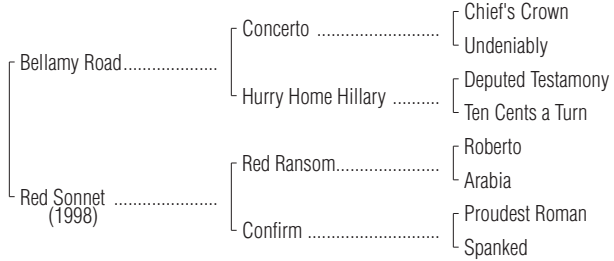 Chief's Crown
Concerto ..................
Undeniably
Bellamy Road..................
Deputed Testamony
Hurry Home Hillary ..........
Ten Cents a Turn
Roberto
Red Ransom..................
Arabia
Red Sonnet ..................
(1998)
Proudest Roman
Confirm .......................
Spanked